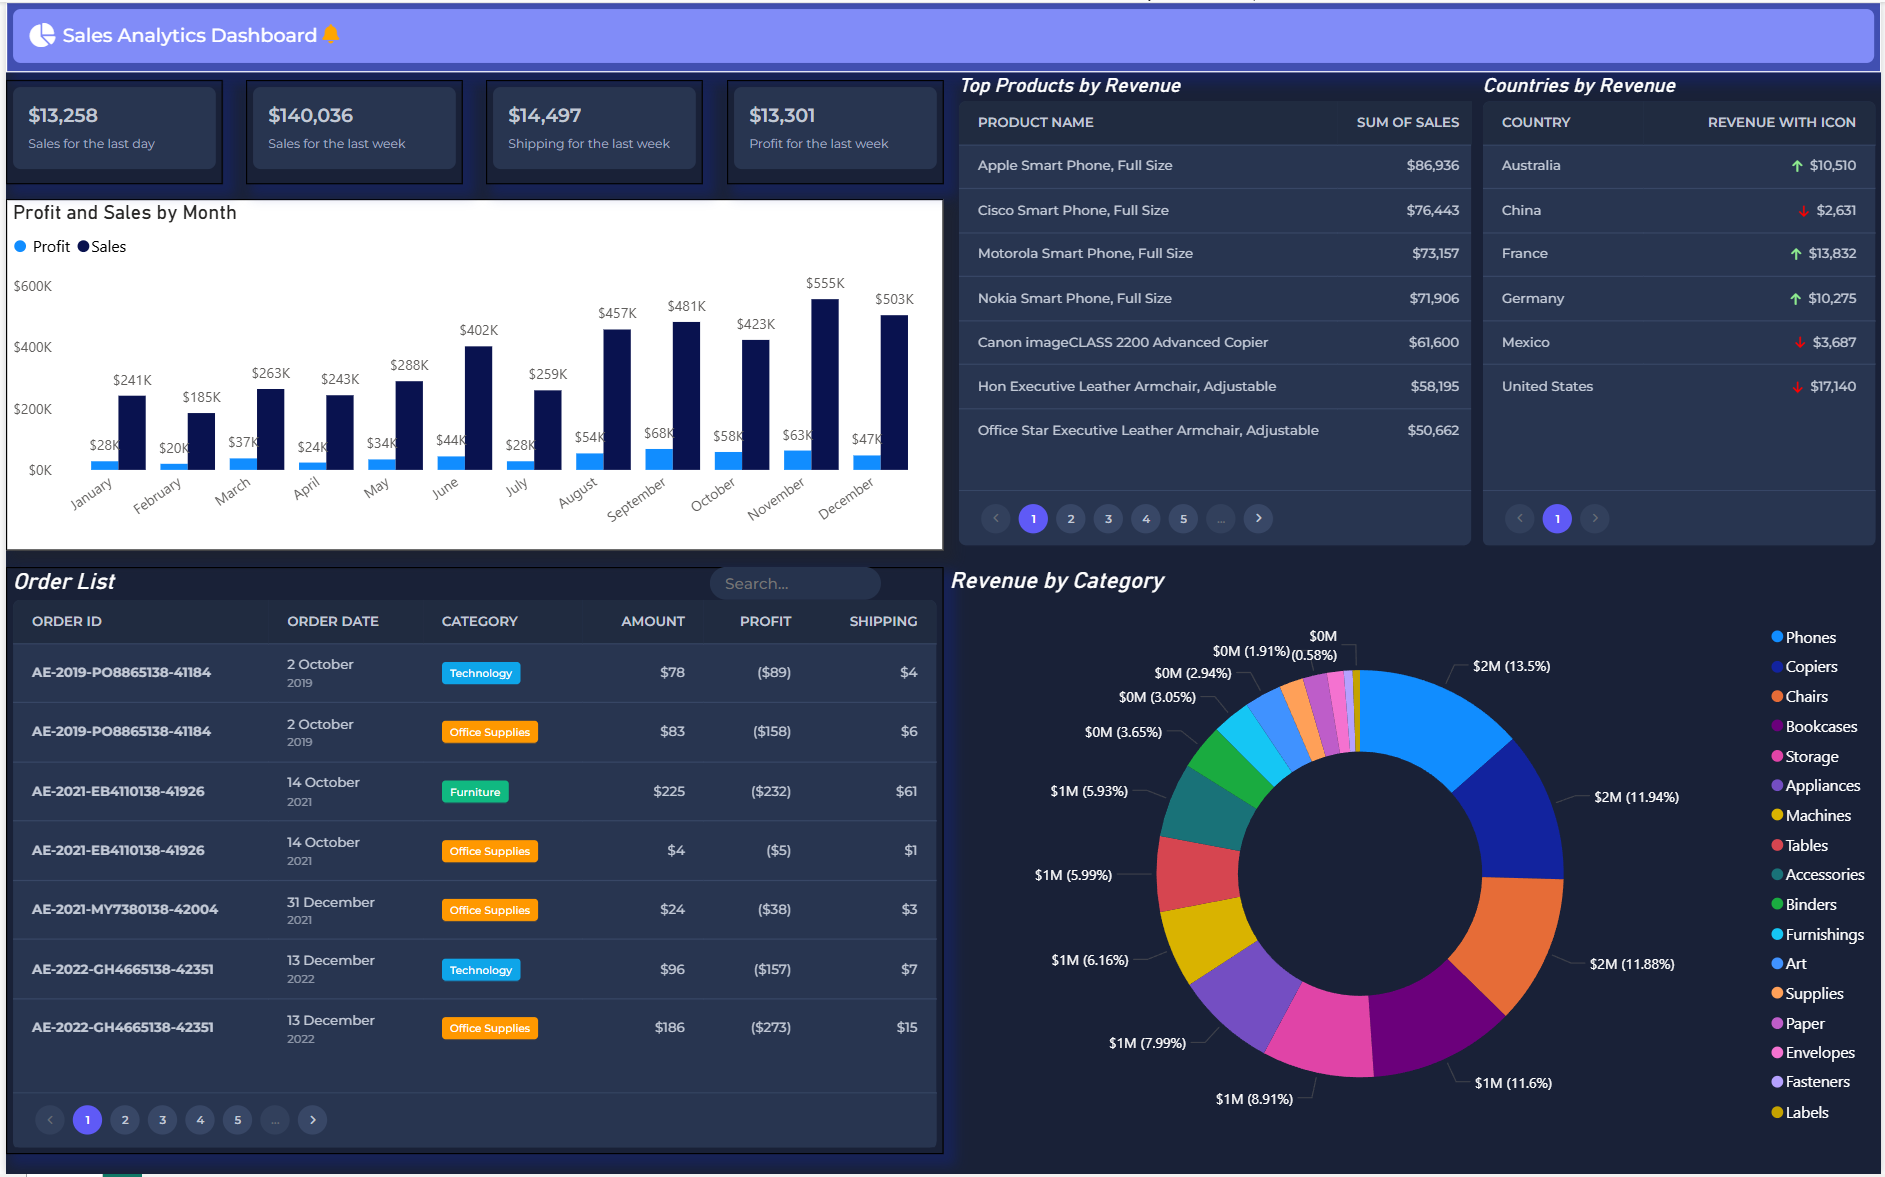 Sales Analytics Dashboard
$13,258
Sales for the last day
$140,036
Sales for the last week
$14,497
Shipping for the last week
$13,301
Profit for the last week
Profit and Sales by Month
Profit Sales
$600K
$400K
$200K
$0K
$28K $241K
$20K $185K
$37K $263K
$24K $243K
$34K $288K
$44K $402K
$28K $259K
$54K $457K
$68K $481K
$58K $423K
$63K $555K
$47K $503K
January February March April May June July August September October November December
Top Products by Revenue
PRODUCT NAME SUM OF SALES
Apple Smart Phone, Full Size $86,936
Cisco Smart Phone, Full Size $76,443
Motorola Smart Phone, Full Size $73,157
Nokia Smart Phone, Full Size $71,906
Canon imageCLASS 2200 Advanced Copier $61,600
Hon Executive Leather Armchair, Adjustable $58,195
Office Star Executive Leather Armchair, Adjustable $50,662
< 1 2 3 4 5 ... >
Countries by Revenue
COUNTRY REVENUE WITH ICON
Australia ↑ $10,510
China ↓ $2,631
France ↑ $13,832
Germany ↑ $10,275
Mexico ↓ $3,687
United States ↓ $17,140
< 1 >
Order List
Search...
ORDER ID ORDER DATE CATEGORY AMOUNT PROFIT SHIPPING
AE-2019-PO8865138-41184 2 October 2019 Technology $78 ($89) $4
AE-2019-PO8865138-41184 2 October 2019 Office Supplies $83 ($158) $6
AE-2021-EB4110138-41926 14 October 2021 Furniture $225 ($232) $61
AE-2021-EB4110138-41926 14 October 2021 Office Supplies $4 ($5) $1
AE-2021-MY7380138-42004 31 December 2021 Office Supplies $24 ($38) $3
AE-2022-GH4665138-42351 13 December 2022 Technology $96 ($157) $7
AE-2022-GH4665138-42351 13 December 2022 Office Supplies $186 ($273) $15
< 1 2 3 4 5 ... >
Revenue by Category
$2M (13.5%)
$2M (11.94%)
$2M (11.88%)
$1M (11.6%)
$1M (8.91%)
$1M (7.99%)
$1M (6.16%)
$1M (5.99%)
$1M (5.93%)
$0M (3.65%)
$0M (3.05%)
$0M (2.94%)
$0M (1.91%)
$0M
(0.58%)
Phones
Copiers
Chairs
Bookcases
Storage
Appliances
Machines
Tables
Accessories
Binders
Furnishings
Art
Supplies
Paper
Envelopes
Fasteners
Labels